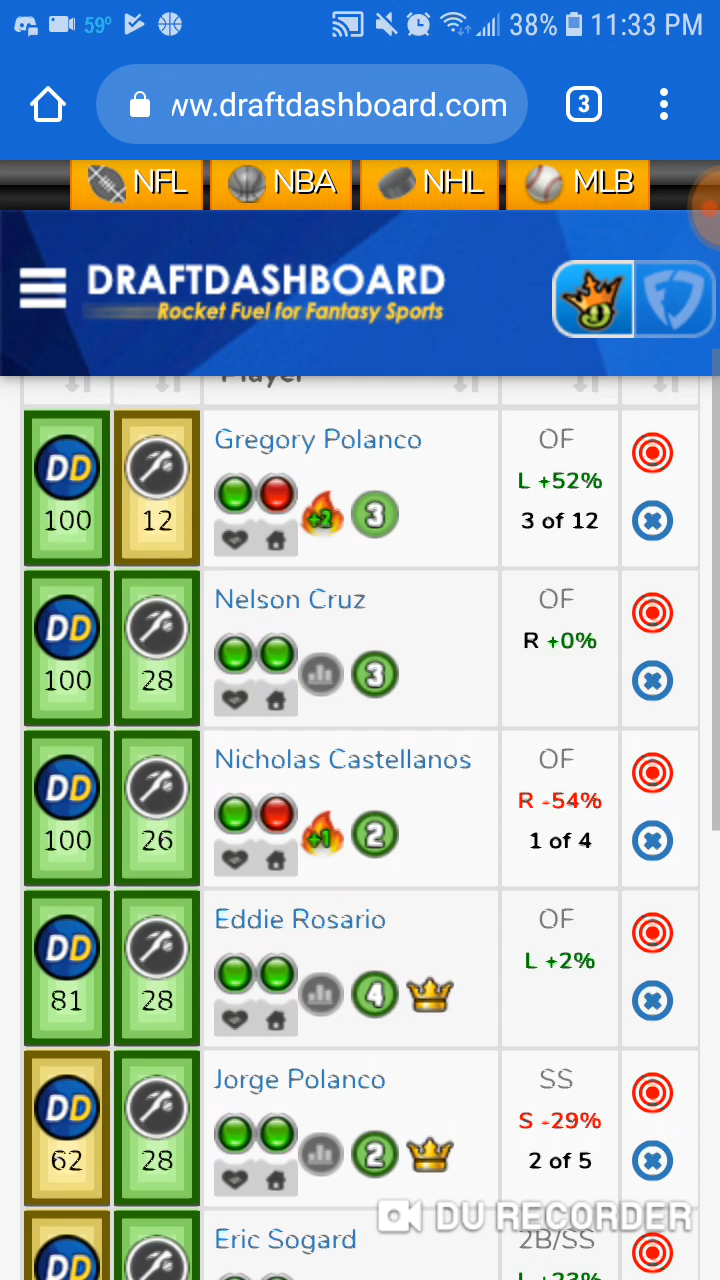 59° 38% 11:33 PM
ww.draftdashboard.com 3
NFL NBA NHL MLB
DRAFTDASHBOARD
Rocket Fuel for Fantasy Sports
Player
DD 100 12 Gregory Polanco +2 3 OF L +52% 3 of 12
DD 100 28 Nelson Cruz 3 OF R +0%
DD 100 26 Nicholas Castellanos +1 2 OF R -54% 1 of 4
DD 81 28 Eddie Rosario 4 OF L +2%
DD 62 28 Jorge Polanco 2 SS S -29% 2 of 5
DU RECORDER
DD Eric Sogard 2B/SS
L +23%